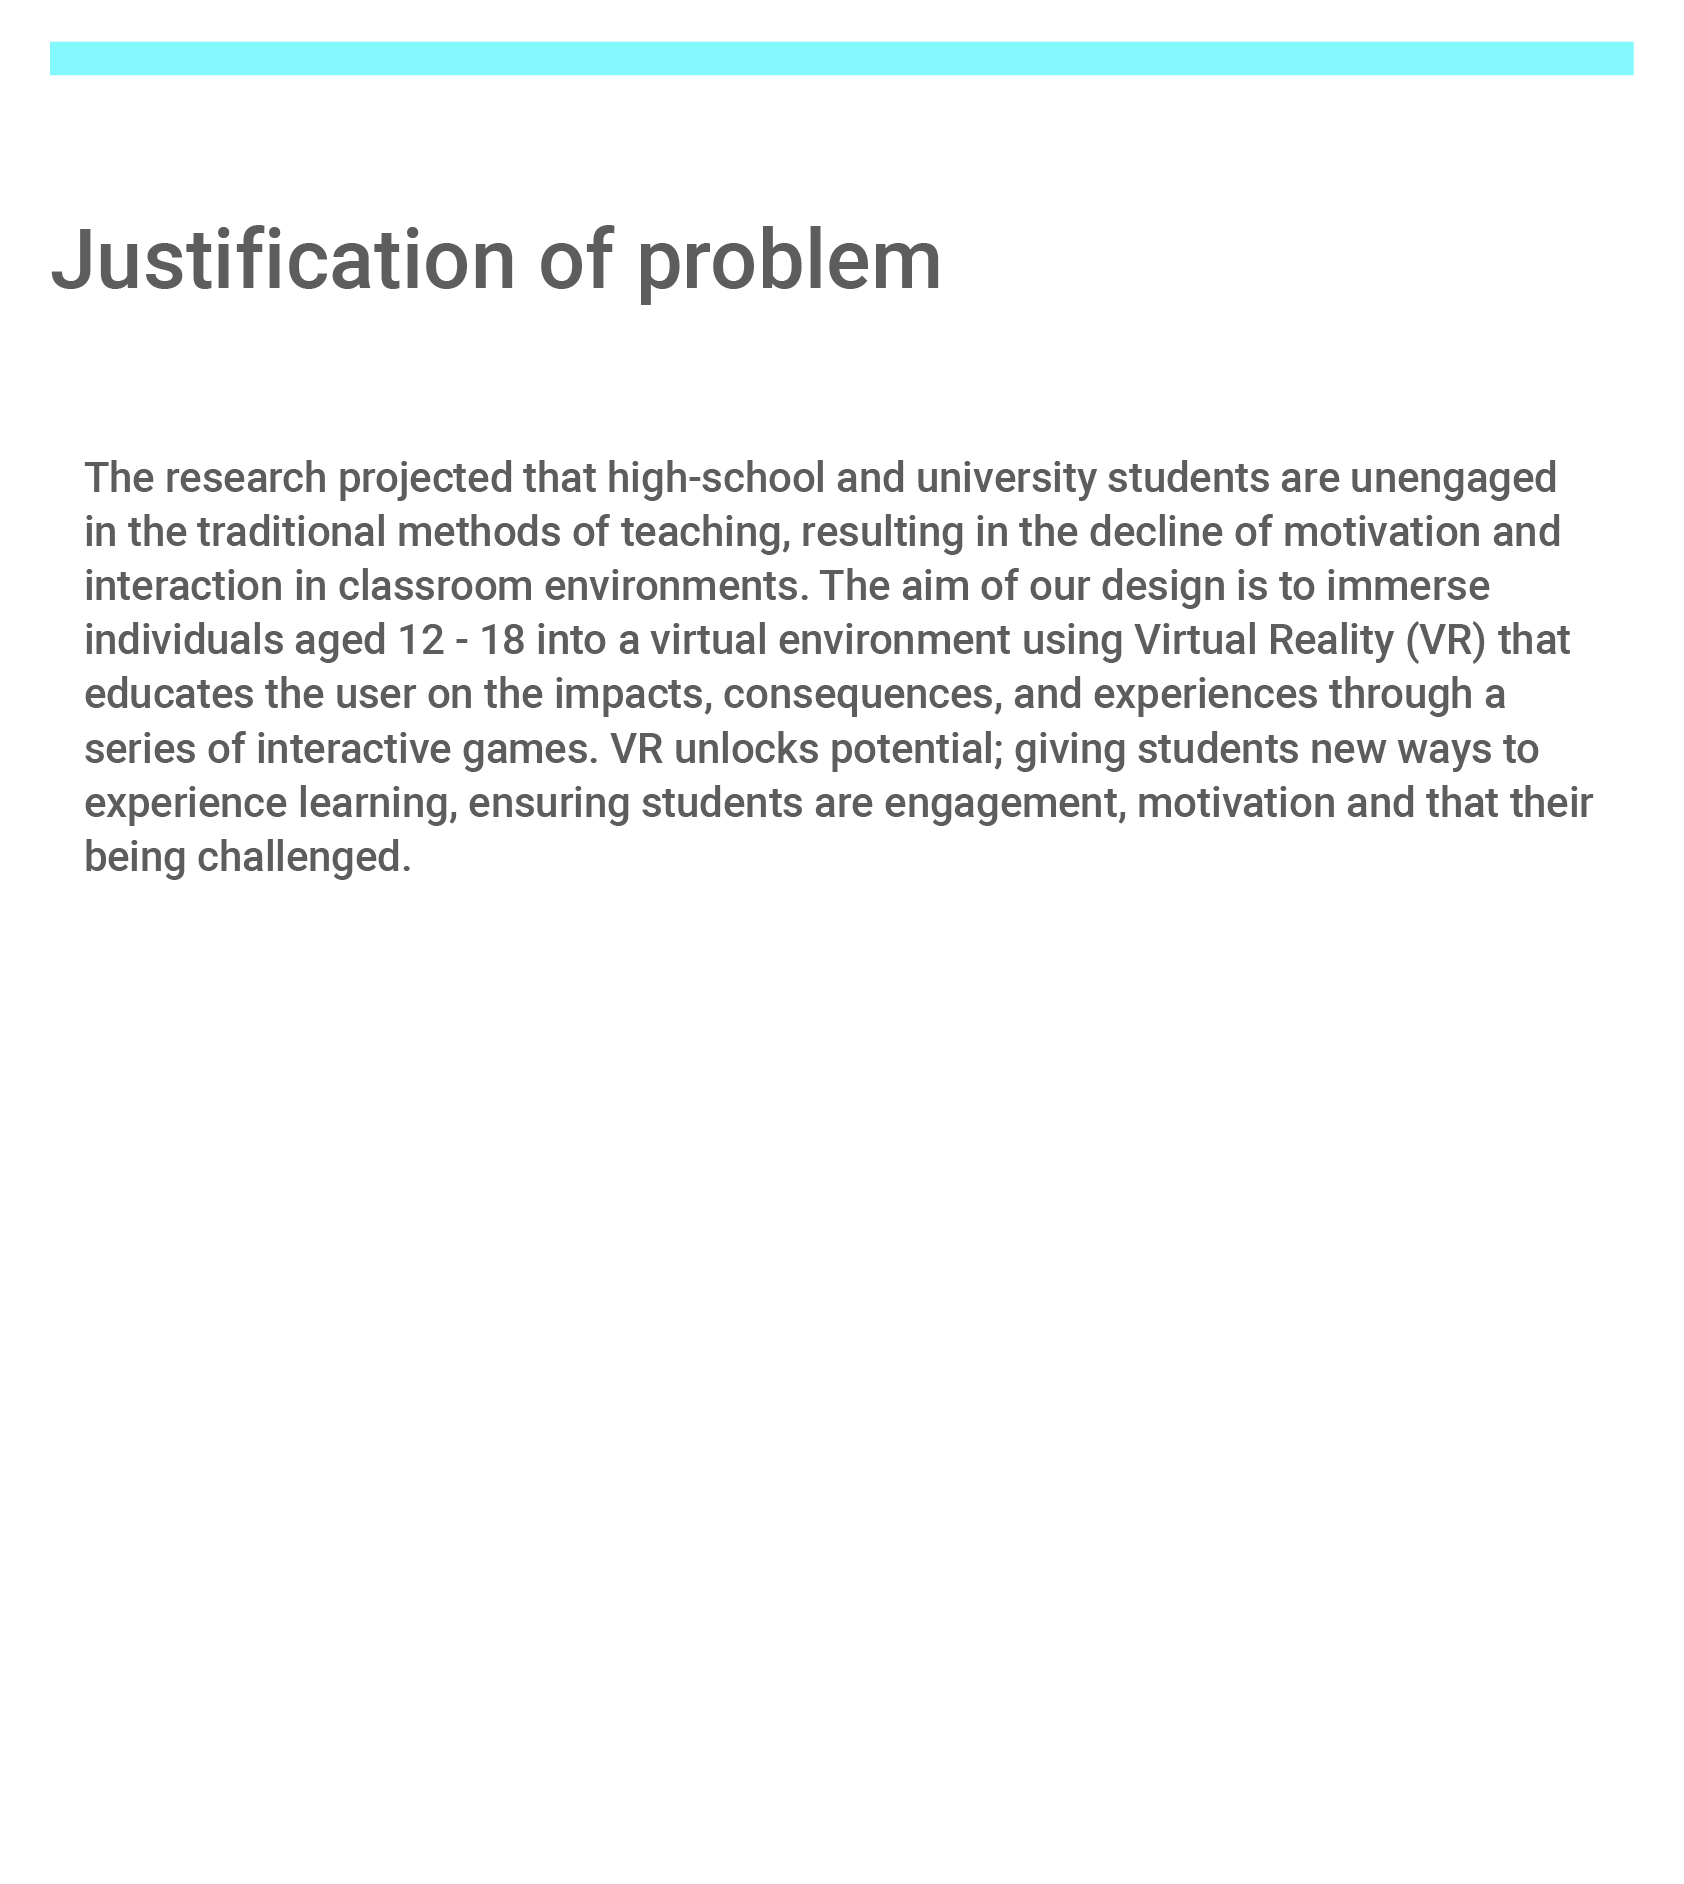 Justification of problem
The research projected that high-school and university students are unengaged
in the traditional methods of teaching, resulting in the decline of motivation and
interaction in classroom environments. The aim of our design is to immerse
individuals aged 12 - 18 into a virtual environment using Virtual Reality (VR) that
educates the user on the impacts, consequences, and experiences through a
series of interactive games. VR unlocks potential; giving students new ways to
experience learning, ensuring students are engagement, motivation and that their
being challenged.